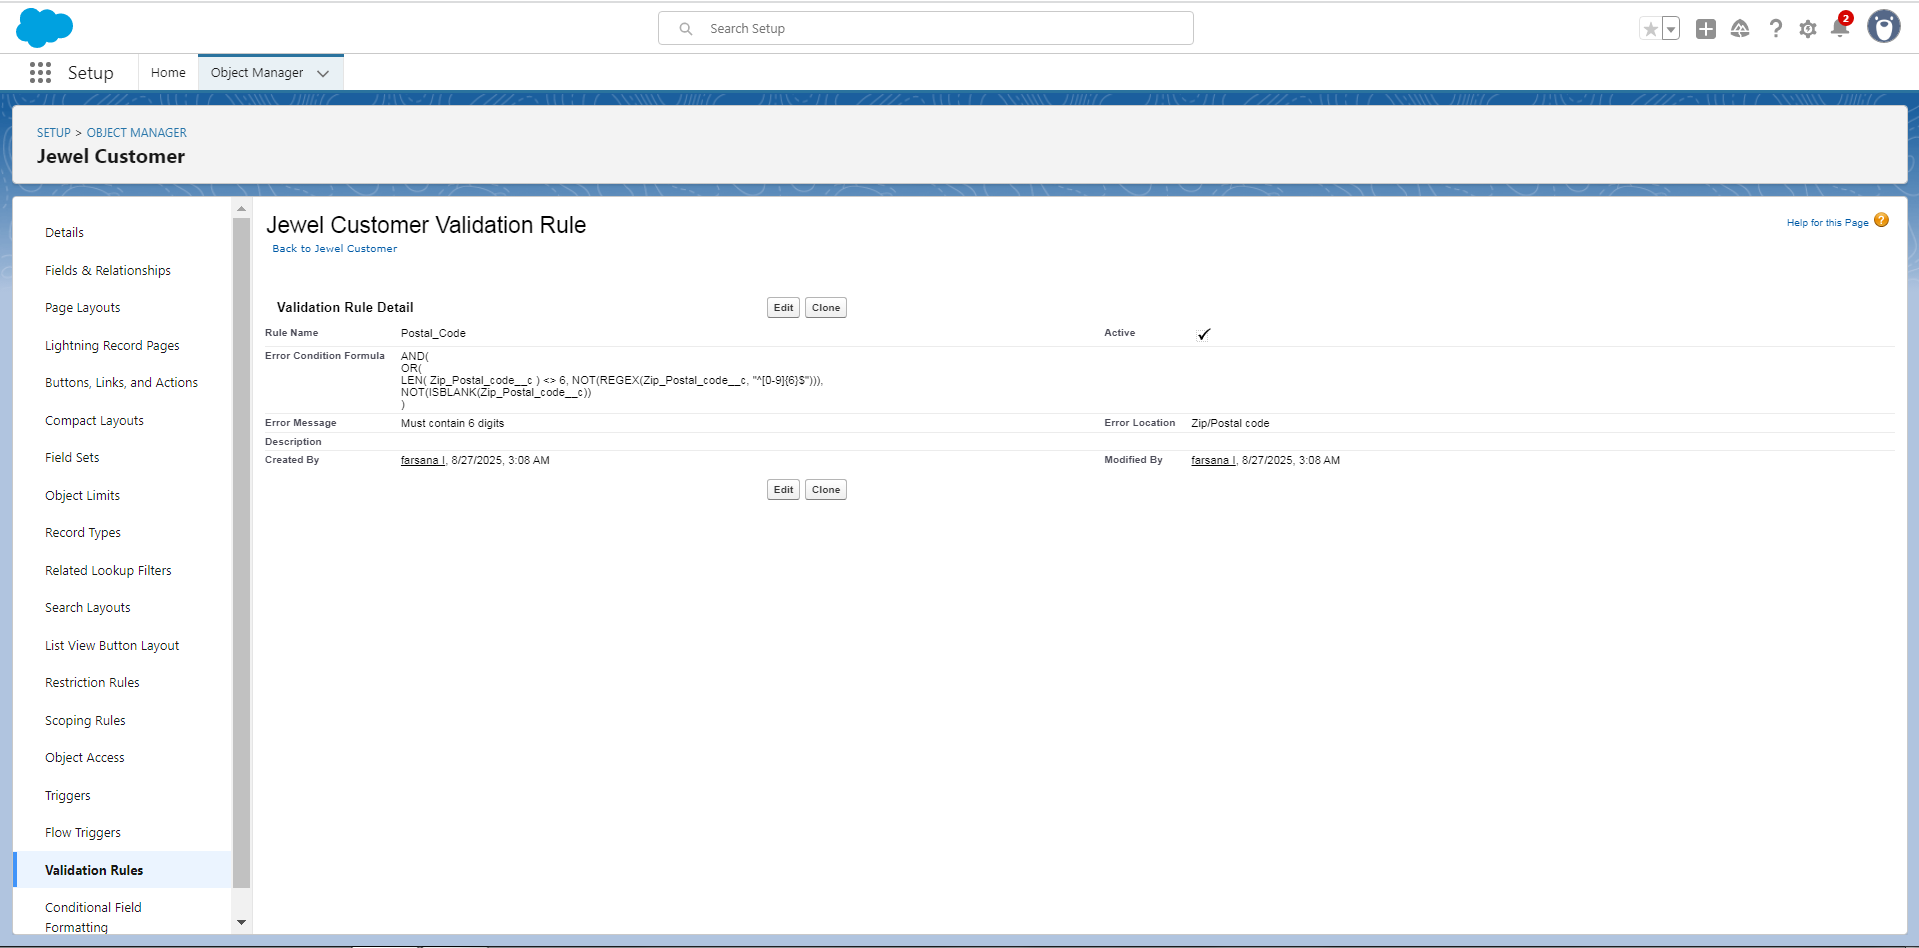 Search Setup
2
Setup
Home
Object Manager
SETUP > OBJECT MANAGER
Jewel Customer
Details
Fields & Relationships
Page Layouts
Lightning Record Pages
Buttons, Links, and Actions
Compact Layouts
Field Sets
Object Limits
Record Types
Related Lookup Filters
Search Layouts
List View Button Layout
Restriction Rules
Scoping Rules
Object Access
Triggers
Flow Triggers
Validation Rules
Conditional Field
Formatting
Jewel Customer Validation Rule
Back to Jewel Customer
Help for this Page ?
Validation Rule Detail
Edit Clone
Rule Name Postal_Code Active
Error Condition Formula AND(
OR(
LEN( Zip_Postal_code__c ) <> 6, NOT(REGEX(Zip_Postal_code__c, "^[0-9]{6}$"))),
NOT(ISBLANK(Zip_Postal_code__c))
)
Error Message Must contain 6 digits Error Location Zip/Postal code
Description
Created By farsana l, 8/27/2025, 3:08 AM Modified By farsana l, 8/27/2025, 3:08 AM
Edit Clone